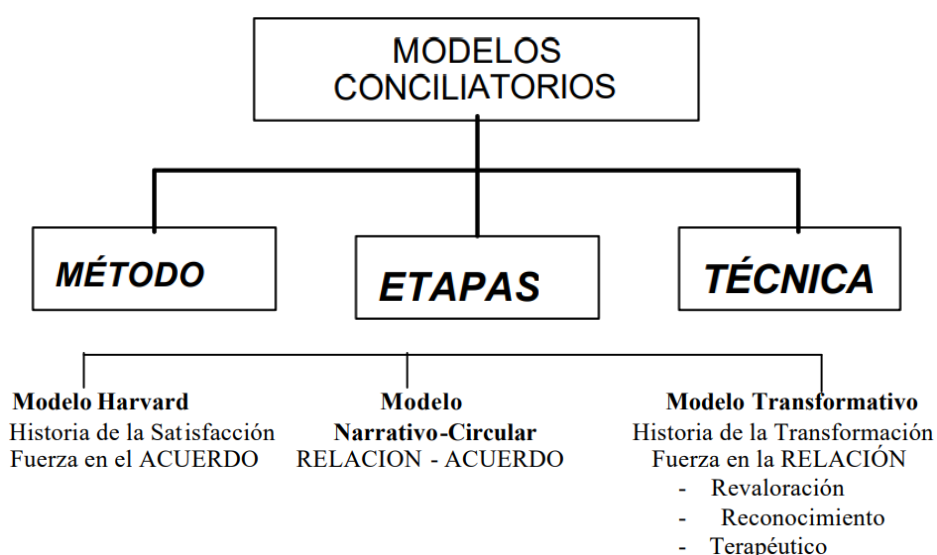 MODELOS
CONCILIATORIOS
MÉTODO
ETAPAS
TÉCNICA
Modelo Harvard
Historia de la Satisfacción
Fuerza en el ACUERDO
Modelo
Narrativo-Circular
RELACION - ACUERDO
Modelo Transformativo
Historia de la Transformación
Fuerza en la RELACIÓN
- Revaloración
- Reconocimiento
- Terapéutico